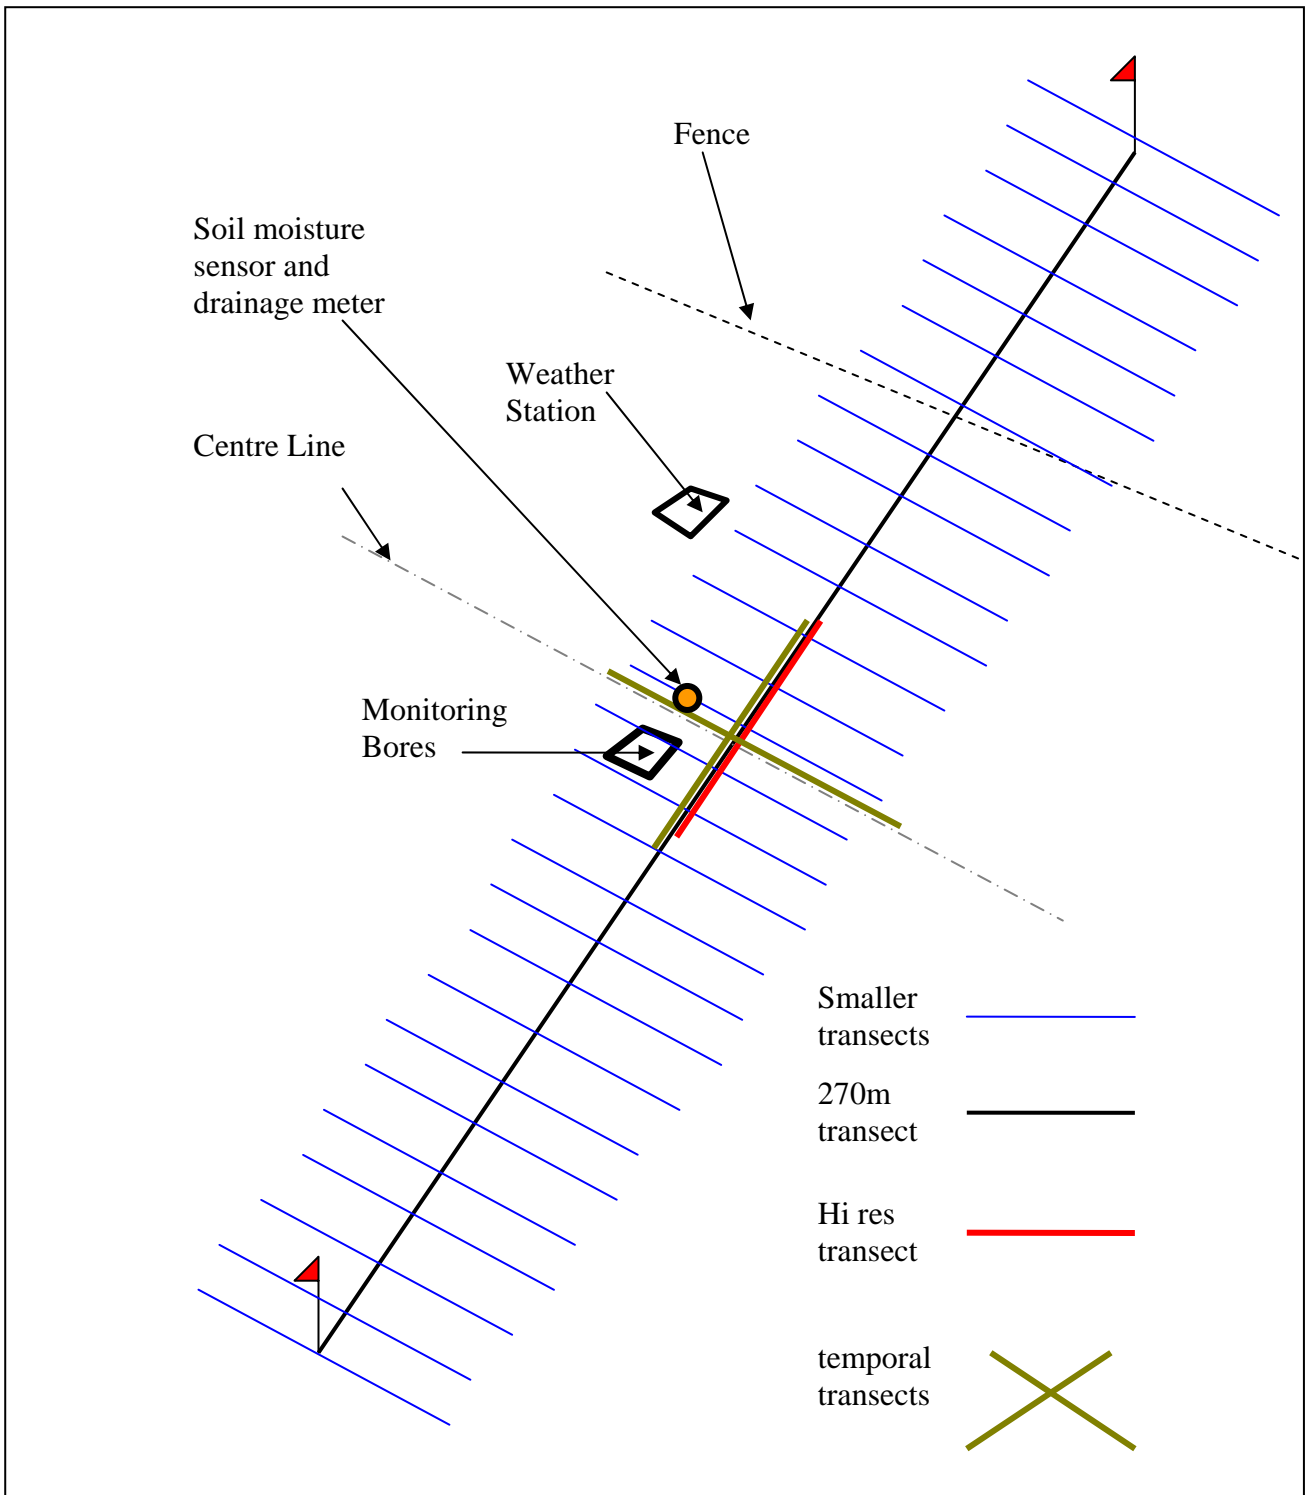 Fence
Soil moisture
sensor and
drainage meter
Weather
Station
Centre Line
Monitoring
Bores
Smaller
transects
270m
transect
Hi res
transect
temporal
transects